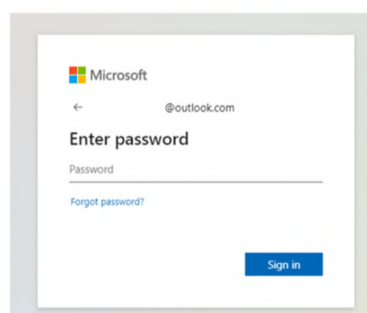 Microsoft
← @outlook.com
Enter password
Password
Forgot password?
Sign in